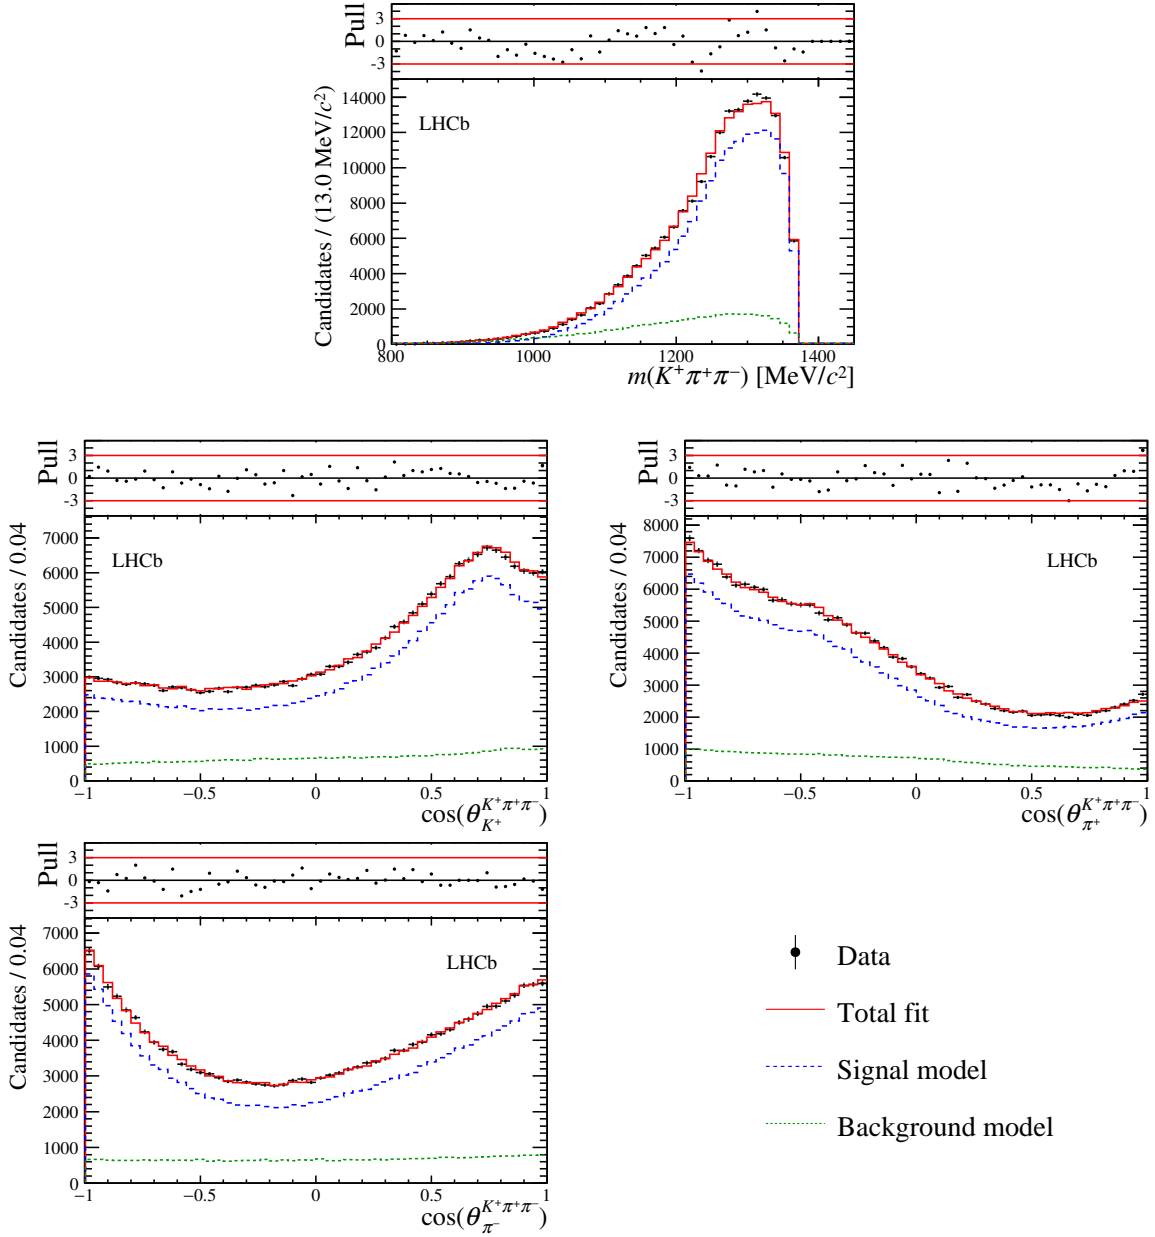 Pull
3
0
-3
Candidates / (13.0 MeV/c²)
14000
12000
10000
8000
6000
4000
2000
0
LHCb
800 1000 1200 1400
m(K⁺π⁺π⁻) [MeV/c²]
Pull
3
0
-3
Candidates / 0.04
7000
6000
5000
4000
3000
2000
1000
0
LHCb
−1 −0.5 0 0.5 1
cos(θ_{K⁺}^{K⁺π⁺π⁻})
Pull
3
0
-3
Candidates / 0.04
8000
7000
6000
5000
4000
3000
2000
1000
0
LHCb
−1 −0.5 0 0.5 1
cos(θ_{π⁺}^{K⁺π⁺π⁻})
Pull
3
0
-3
Candidates / 0.04
7000
6000
5000
4000
3000
2000
1000
0
LHCb
−1 −0.5 0 0.5 1
cos(θ_{π⁻}^{K⁺π⁺π⁻})
Data
Total fit
Signal model
Background model